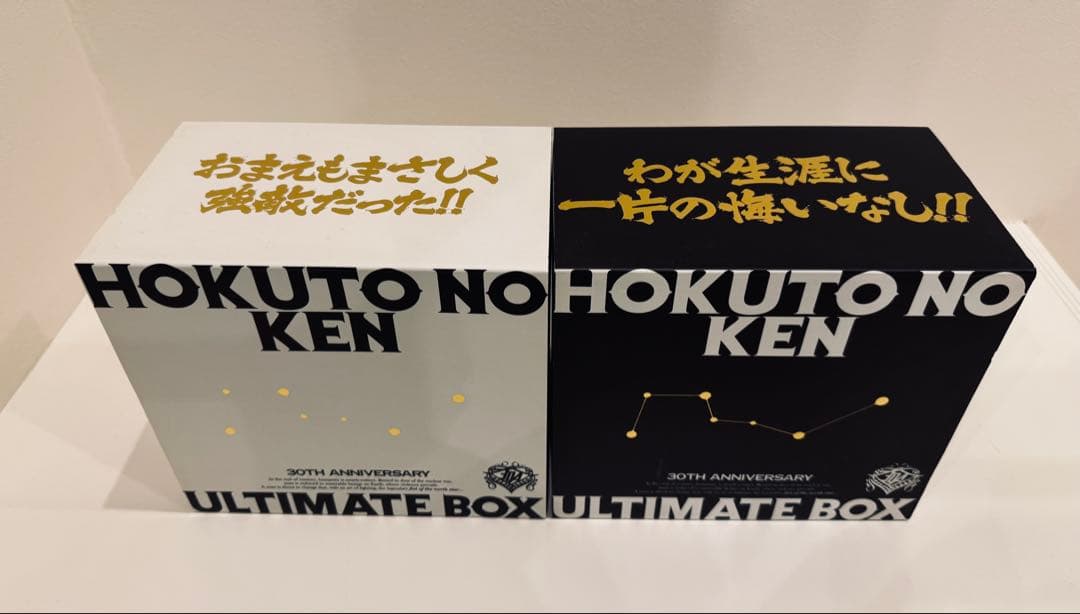 おまえもまさしく
強敵だった!!
HOKUTO NO
KEN
30TH ANNIVERSARY
ULTIMATE BOX
わが生涯に
一片の悔いなし!!
HOKUTO NO
KEN
30TH ANNIVERSARY
ULTIMATE BOX